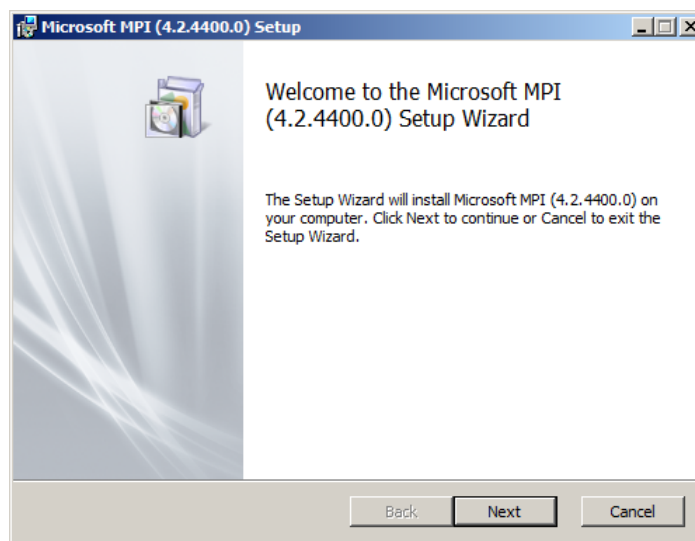 Microsoft MPI (4.2.4400.0) Setup
Welcome to the Microsoft MPI
(4.2.4400.0) Setup Wizard
The Setup Wizard will install Microsoft MPI (4.2.4400.0) on
your computer. Click Next to continue or Cancel to exit the
Setup Wizard.
Back Next Cancel